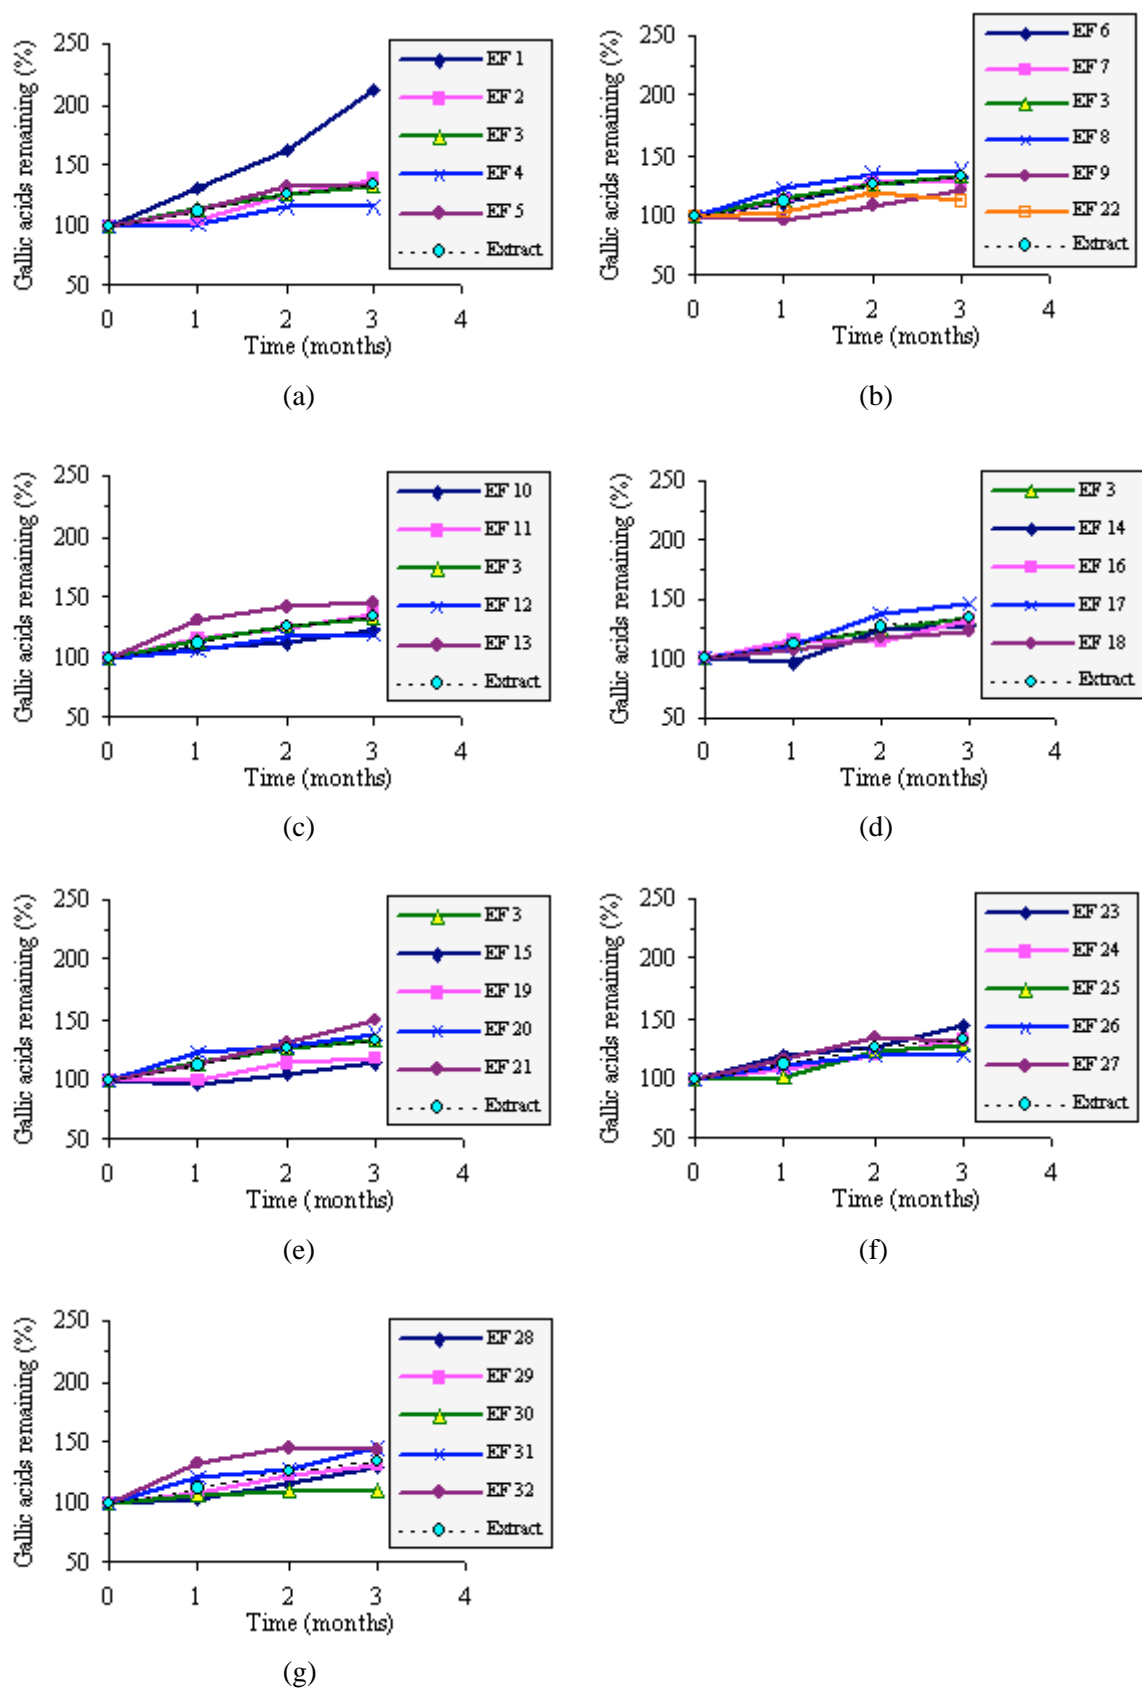 Gallic acids remaining (%)
250
200
150
100
50
0 1 2 3 4
Time (months)
EF 1
EF 2
EF 3
EF 4
EF 5
Extract
(a)
Gallic acids remaining (%)
250
200
150
100
50
0 1 2 3 4
Time (months)
EF 6
EF 7
EF 3
EF 8
EF 9
EF 22
Extract
(b)
Gallic acids remaining (%)
250
200
150
100
50
0 1 2 3 4
Time (months)
EF 10
EF 11
EF 3
EF 12
EF 13
Extract
(c)
Gallic acids remaining (%)
250
200
150
100
50
0 1 2 3 4
Time (months)
EF 3
EF 14
EF 16
EF 17
EF 18
Extract
(d)
Gallic acids remaining (%)
250
200
150
100
50
0 1 2 3 4
Time (months)
EF 3
EF 15
EF 19
EF 20
EF 21
Extract
(e)
Gallic acids remaining (%)
250
200
150
100
50
0 1 2 3 4
Time (months)
EF 23
EF 24
EF 25
EF 26
EF 27
Extract
(f)
Gallic acids remaining (%)
250
200
150
100
50
0 1 2 3 4
Time (months)
EF 28
EF 29
EF 30
EF 31
EF 32
Extract
(g)